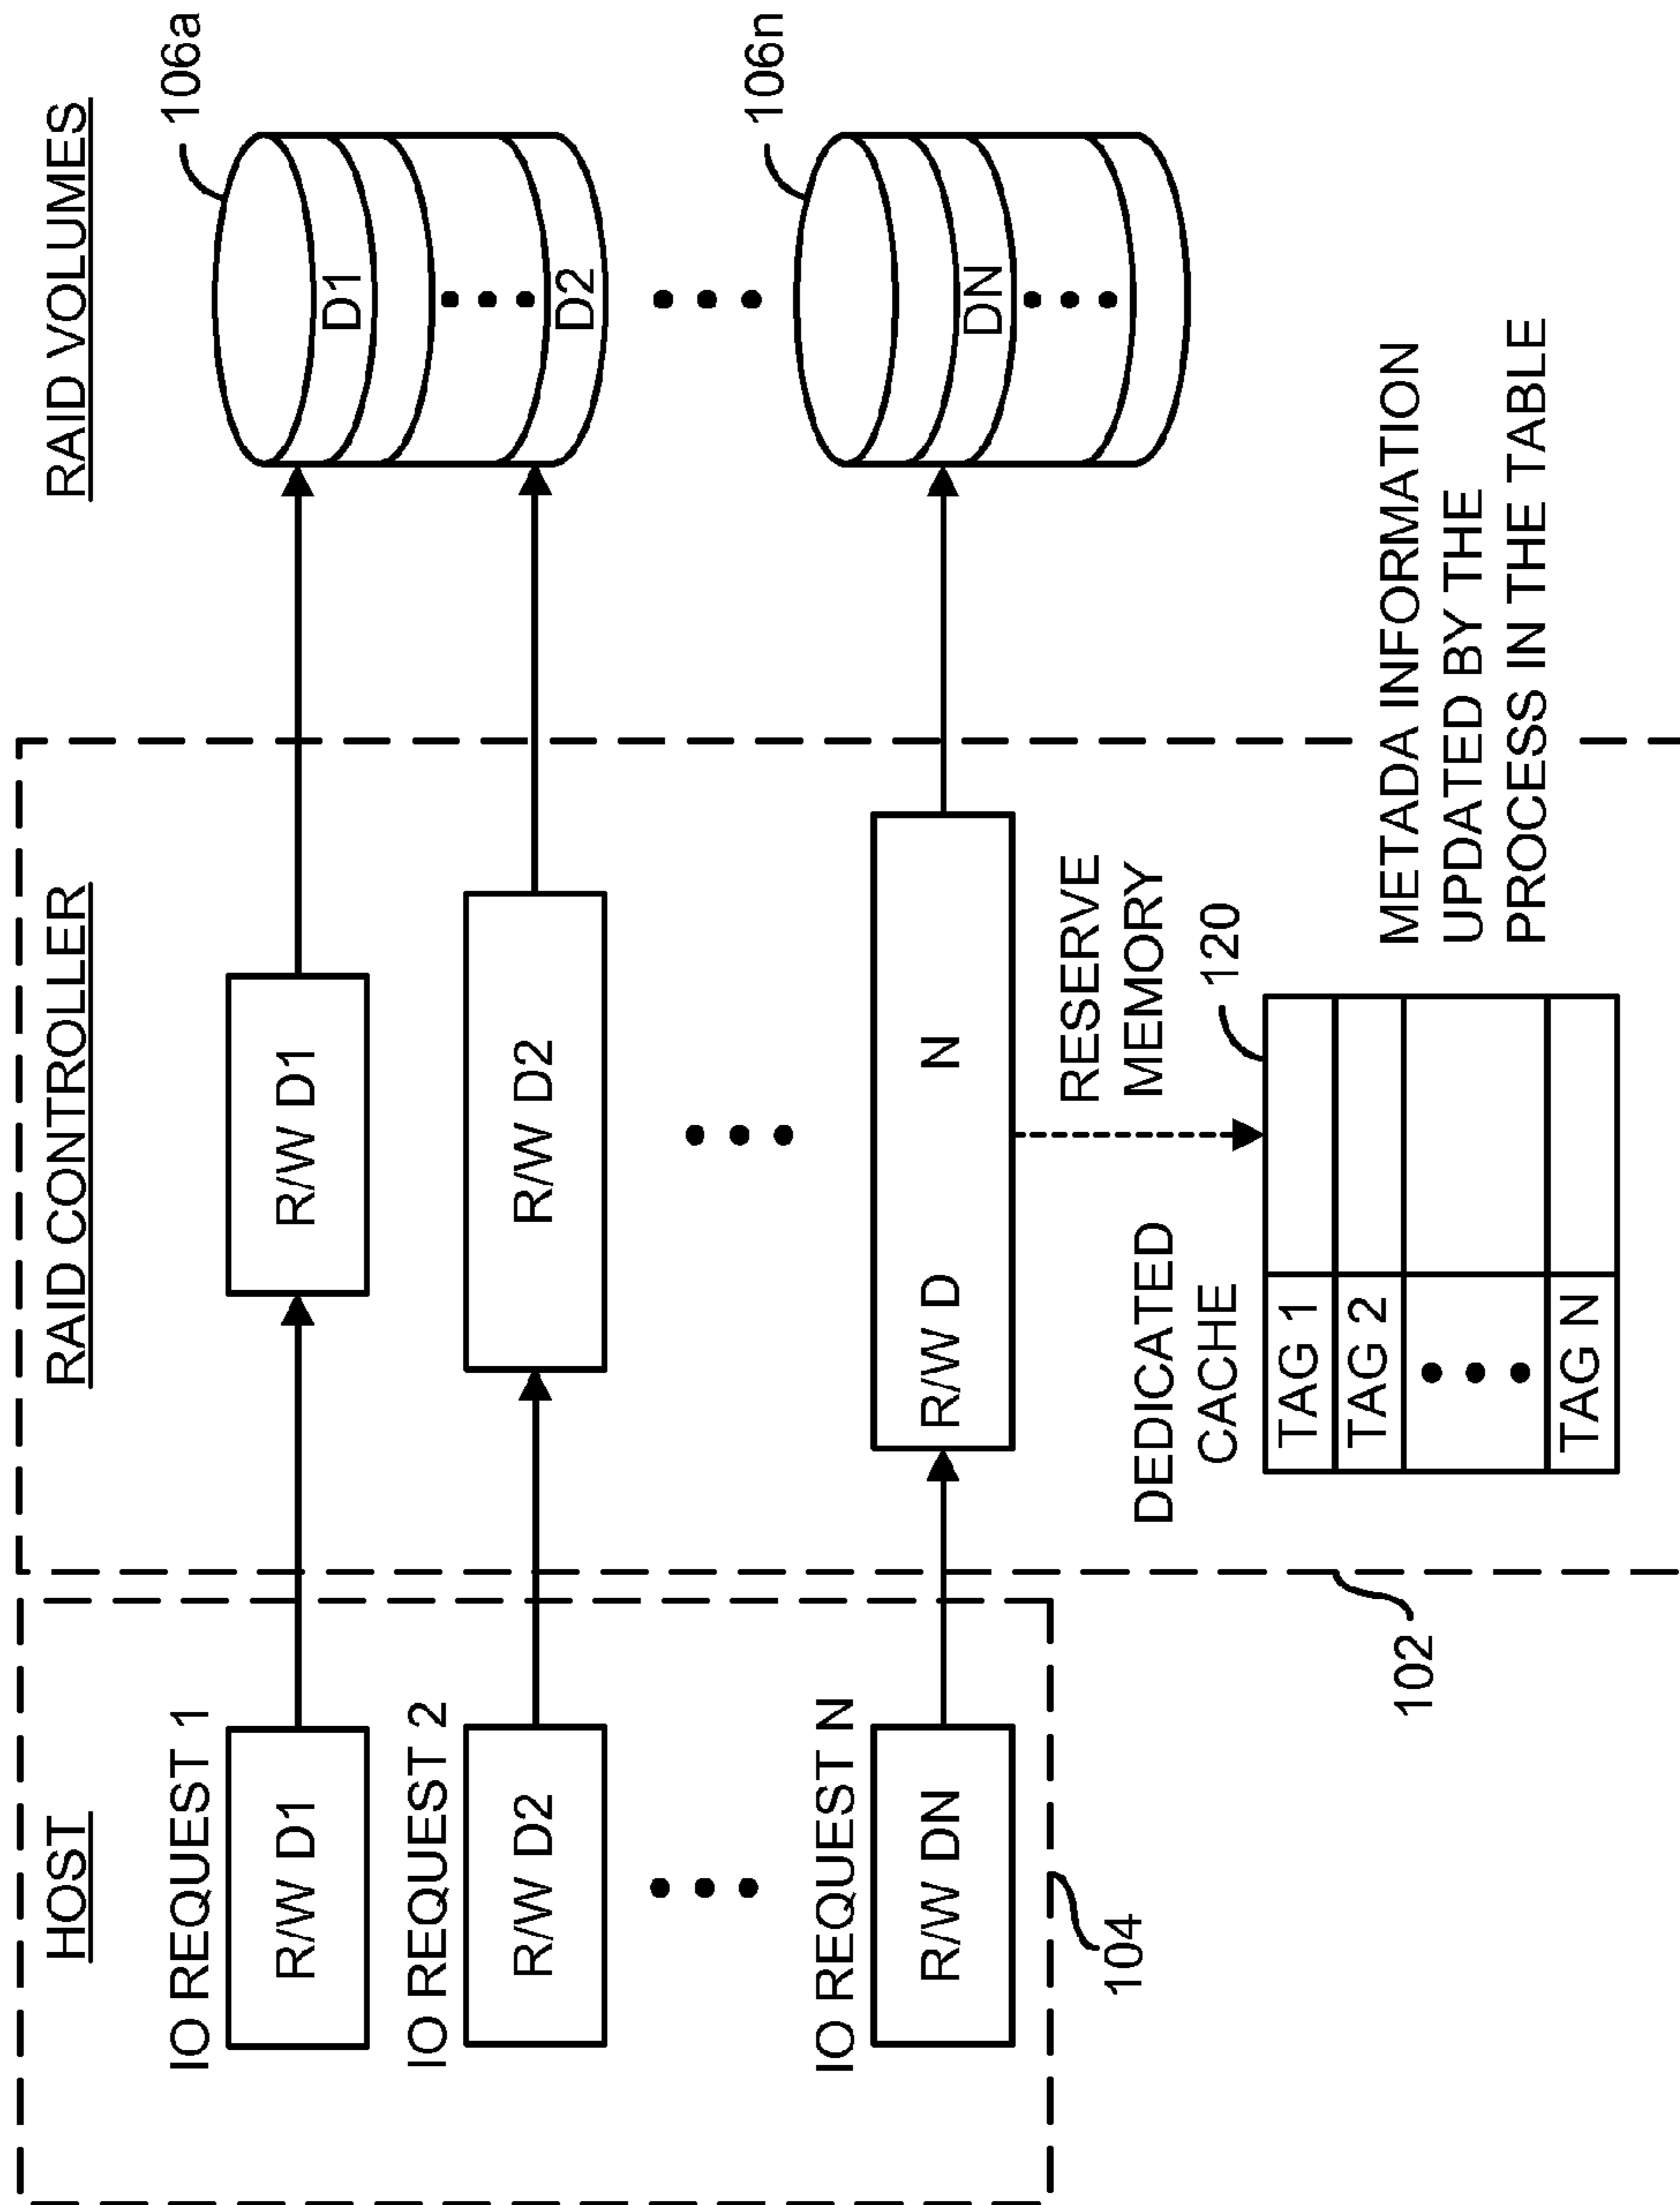 HOST
IO REQUEST 1
R/W D1
IO REQUEST 2
R/W D2
IO REQUEST N
R/W DN
104
RAID CONTROLLER
R/W D1
R/W D2
R/W D N
RESERVE
MEMORY
DEDICATED
CACHE
120
TAG 1
TAG 2
TAG N
102
RAID VOLUMES
106a
D1
D2
106n
DN
METADA INFORMATION
UPDATED BY THE
PROCESS IN THE TABLE